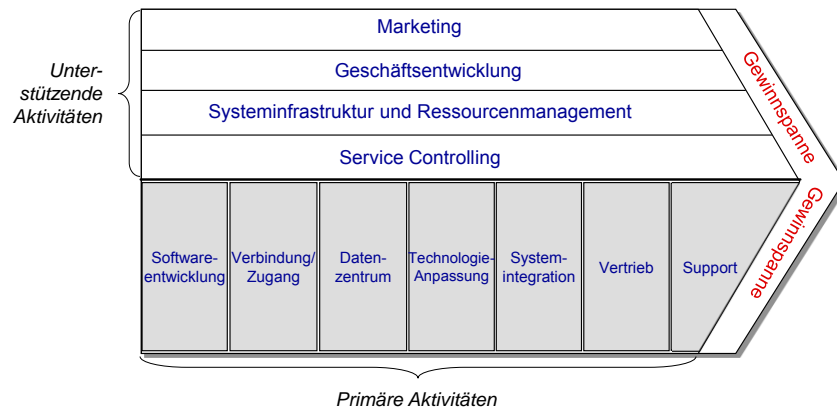 Marketing
Geschäftsentwicklung
Systeminfrastruktur und Ressourcenmanagement
Service Controlling
Unter-
stützende
Aktivitäten
Gewinnspanne
Gewinnspanne
Software-
entwicklung
Verbindung/
Zugang
Daten-
zentrum
Technologie-
Anpassung
System-
integration
Vertrieb
Support
Primäre Aktivitäten